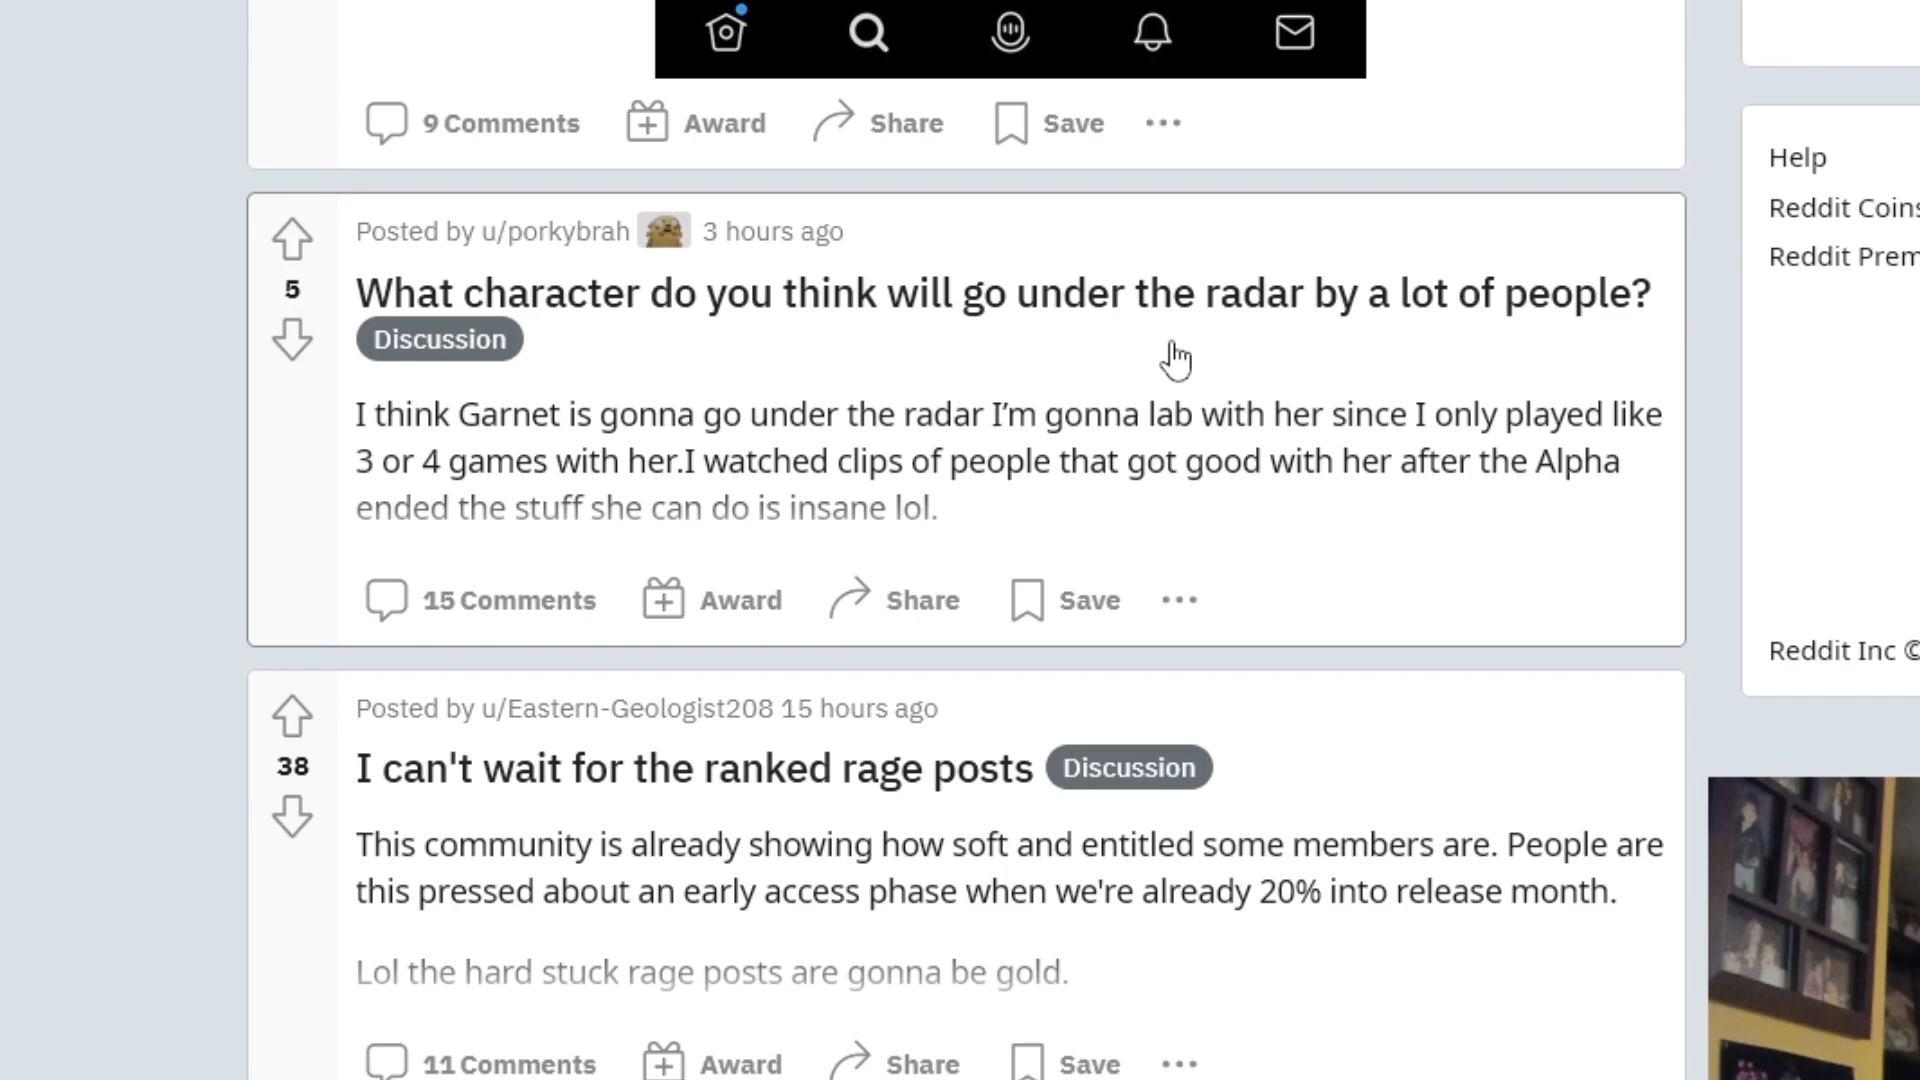 9 Comments Award Share Save
Help
Reddit Coins
Reddit Prem
Posted by u/porkybrah 3 hours ago
5
What character do you think will go under the radar by a lot of people?
Discussion
I think Garnet is gonna go under the radar I’m gonna lab with her since I only played like
3 or 4 games with her.I watched clips of people that got good with her after the Alpha
ended the stuff she can do is insane lol.
15 Comments Award Share Save
Reddit Inc ©
Posted by u/Eastern-Geologist208 15 hours ago
38
I can't wait for the ranked rage posts Discussion
This community is already showing how soft and entitled some members are. People are
this pressed about an early access phase when we're already 20% into release month.
Lol the hard stuck rage posts are gonna be gold.
11 Comments Award Share Save